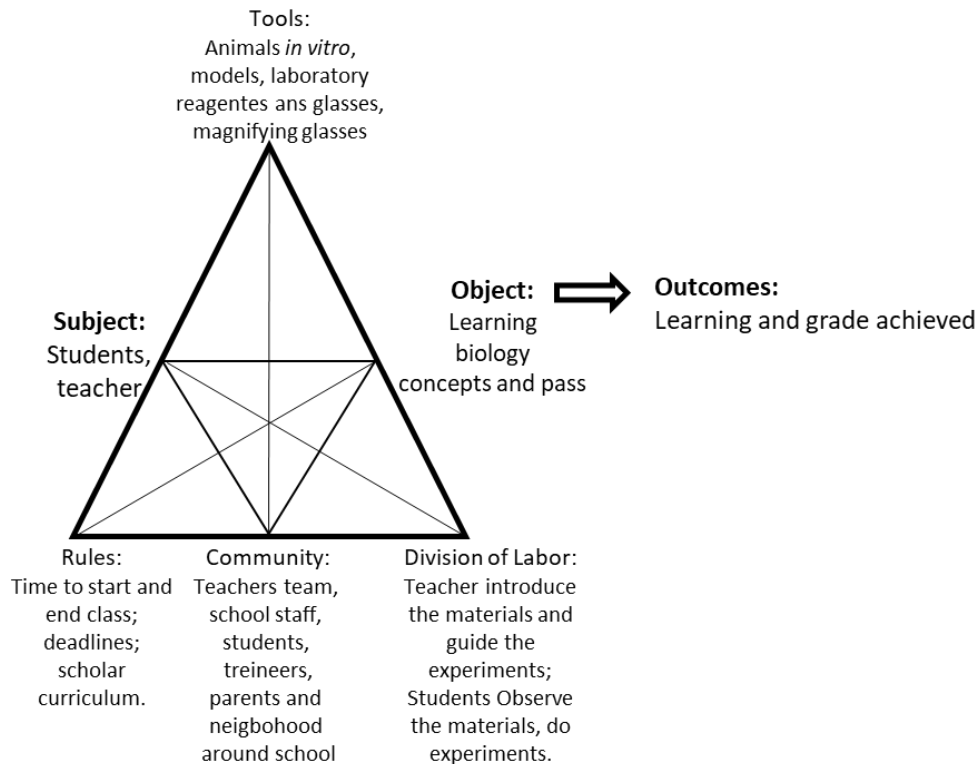 Tools:
Animals in vitro,
models, laboratory
reagentes ans glasses,
magnifying glasses
Subject:
Students,
teacher
Object:
Learning
biology
concepts and pass
Outcomes:
Learning and grade achieved
Rules:
Time to start and
end class;
deadlines;
scholar
curriculum.
Community:
Teachers team,
school staff,
students,
treineers,
parents and
neigbohood
around school
Division of Labor:
Teacher introduce
the materials and
guide the
experiments;
Students Observe
the materials, do
experiments.